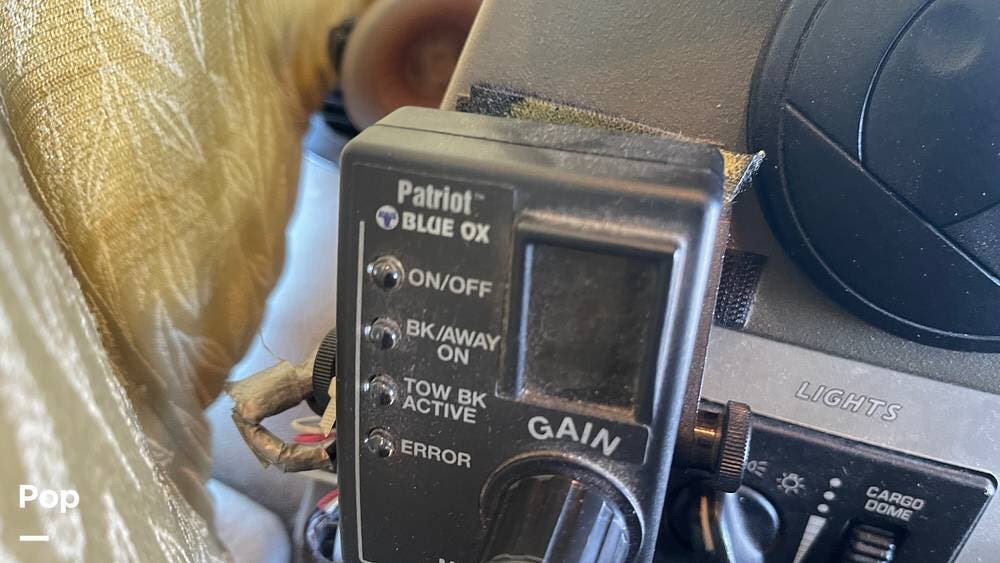 Patriot™
BLUE OX
ON/OFF
BK/AWAY
ON
TOW BK
ACTIVE
ERROR
GAIN
LIGHTS
CARGO
DOME
Pop